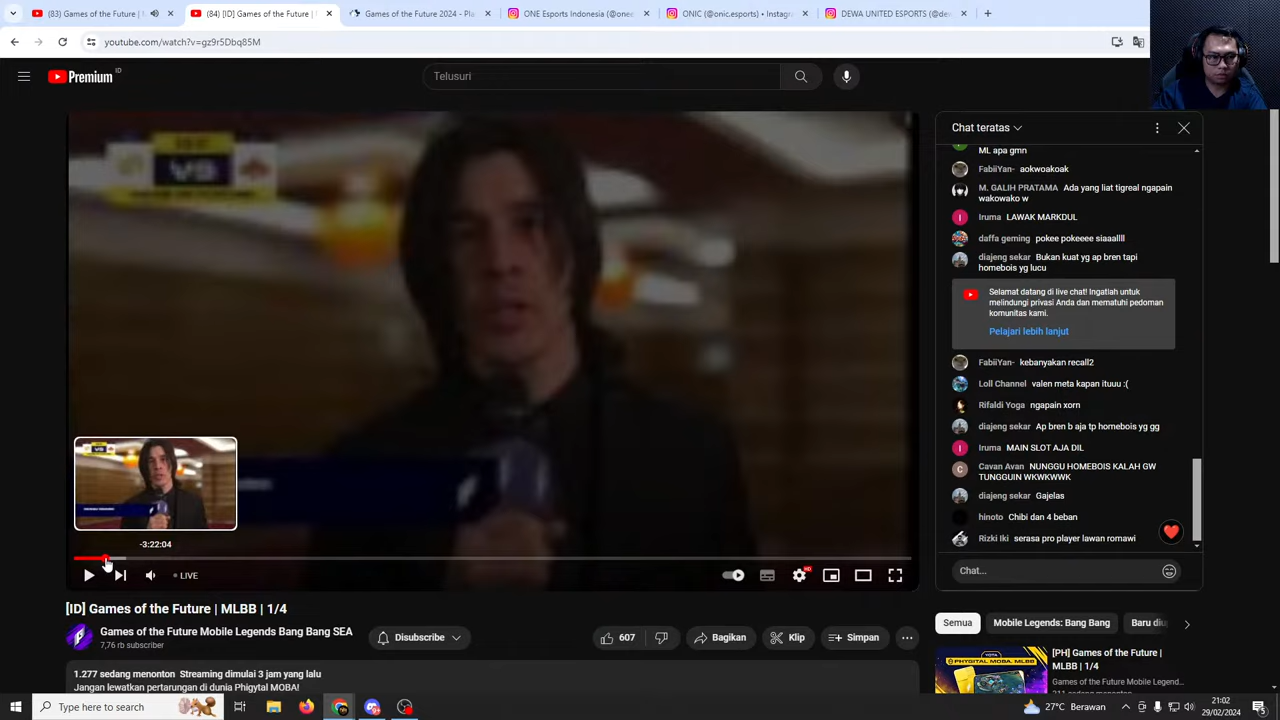 (83) Games of the Future |
(84) [ID] Games of the Future |
Games of the Future 2024 - Pla
ONE Esports Indonesia (@one
ONIC (@onic.esports) • Instagra
DEWA UNITED ESPORTS (@de
youtube.com/watch?v=gz9r5Dbq85M
Premium
ID
Telusuri
VS
Chat teratas
ML apa gmn
FabiiYan- aokwoakoak
M. GALIH PRATAMA Ada yang liat tigreal ngapain
wakowako w
Iruma LAWAK MARKDUL
daffa geming pokee pokeeee siaaallll
diajeng sekar Bukan kuat yg ap bren tapi
homebois yg lucu
Selamat datang di live chat! Ingatlah untuk
melindungi privasi Anda dan mematuhi pedoman
komunitas kami.
Pelajari lebih lanjut
FabiiYan- kebanyakan recall2
Loll Channel valen meta kapan ituuu :(
Rifaldi Yoga ngapain xorn
diajeng sekar Ap bren b aja tp homebois yg gg
Iruma MAIN SLOT AJA DIL
Cavan Avan NUNGGU HOMEBOIS KALAH GW
TUNGGUIN WKWKWKWK
diajeng sekar Gajelas
hinoto Chibi dan 4 beban
Rizki Iki serasa pro player lawan romawi
Chat...
-3:22:04
LIVE
HD
[ID] Games of the Future | MLBB | 1/4
Games of the Future Mobile Legends Bang Bang SEA
7,76 rb subscriber
Disubscribe
607
Bagikan
Klip
Simpan
1.277 sedang menonton Streaming dimulai 3 jam yang lalu
Jangan lewatkan pertarungan di dunia Phigytal MOBA!
Semua
Mobile Legends: Bang Bang
Baru diu
[PH] Games of the Future |
MLBB | 1/4
Games of the Future Mobile Legend...
PHYGITAL MOBA. MLBB
Type here to search
27°C Berawan
21:02
29/02/2024